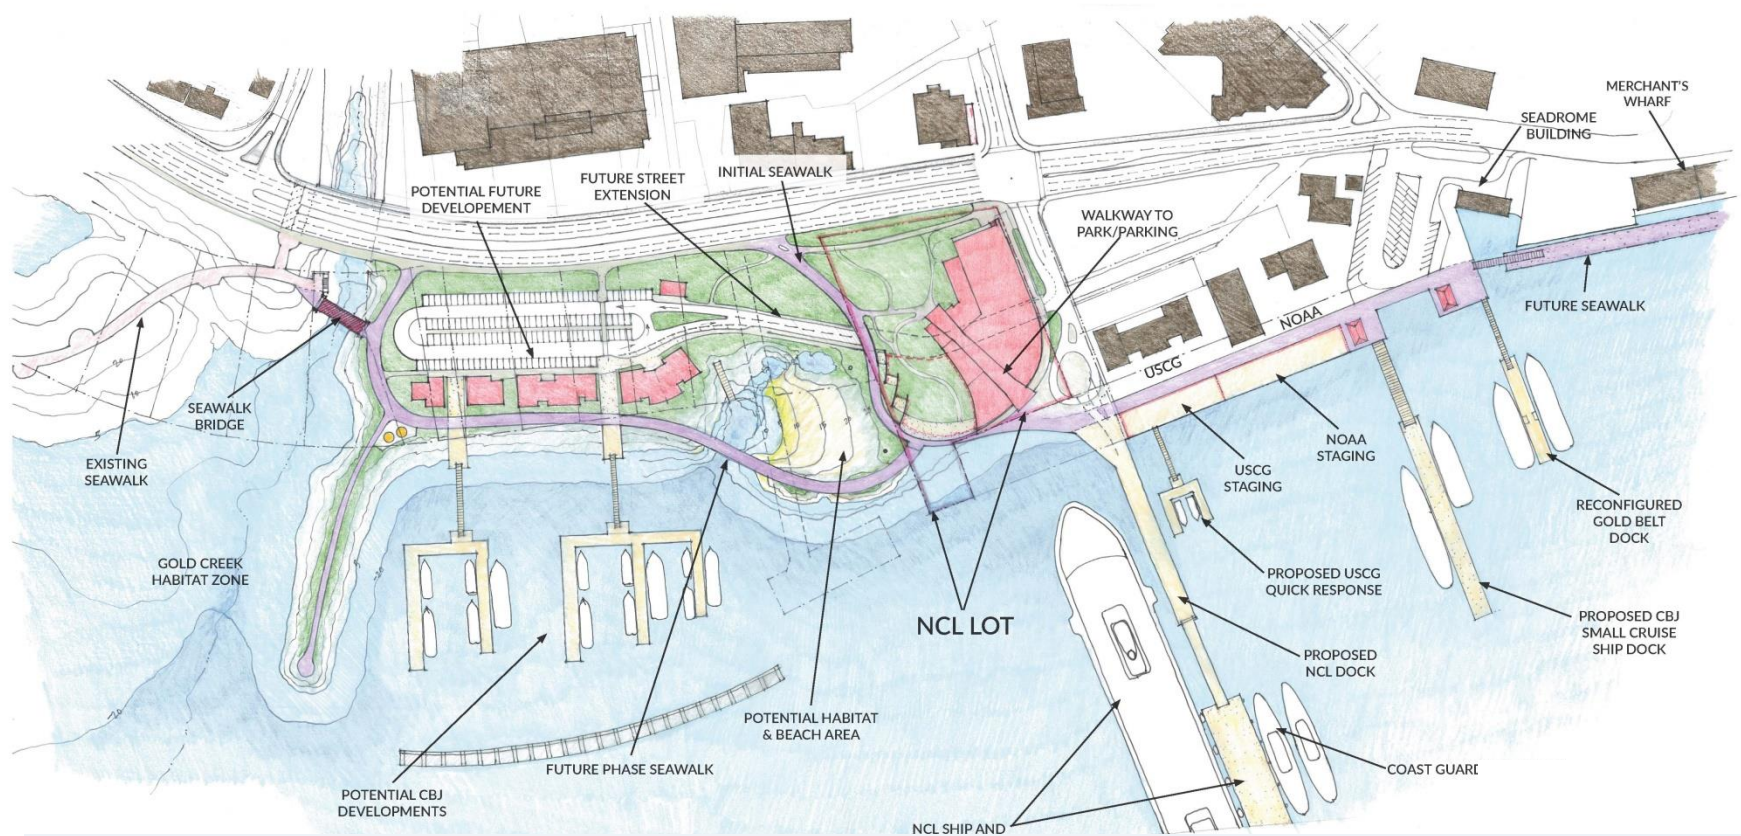 MERCHANT'S
WHARF
SEADROME
BUILDING
INITIAL SEAWALK
FUTURE STREET
EXTENSION
POTENTIAL FUTURE
DEVELOPEMENT
WALKWAY TO
PARK/PARKING
FUTURE SEAWALK
NOAA
USCG
SEAWALK
BRIDGE
EXISTING
SEAWALK
NOAA
STAGING
USCG
STAGING
RECONFIGURED
GOLD BELT
DOCK
GOLD CREEK
HABITAT ZONE
PROPOSED USCG
QUICK RESPONSE
NCL LOT
PROPOSED CBJ
SMALL CRUISE
SHIP DOCK
PROPOSED
NCL DOCK
POTENTIAL HABITAT
& BEACH AREA
FUTURE PHASE SEAWALK
COAST GUARD
POTENTIAL CBJ
DEVELOPMENTS
NCL SHIP AND
-20